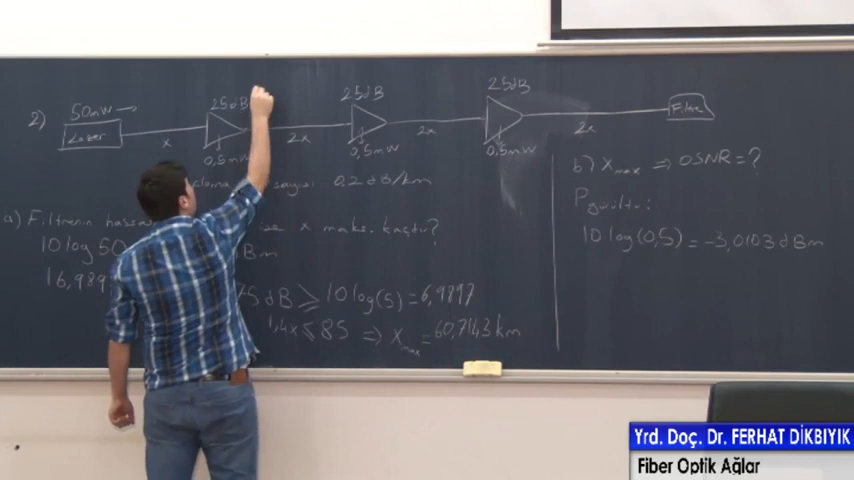 2) 50mW →
Lazer
x
25dB
0,5mW
2x
25dB
0,5mW
2x
25dB
0,5mW
2x
Filtre
sayısı 0.2 dB/km
a) Filtrenin x maks. kaçtır?
10 log 50 dBm
16,989
75 dB ≥ 10 log(5) = 6,9897
1,4x ≤ 85 ⇒ x_max = 60,7143 km
b) x_max ⇒ OSNR = ?
Pgürültü:
10 log(0,5) = -3,0103 dBm
Yrd. Doç. Dr. FERHAT DİKBIYIK
Fiber Optik Ağlar